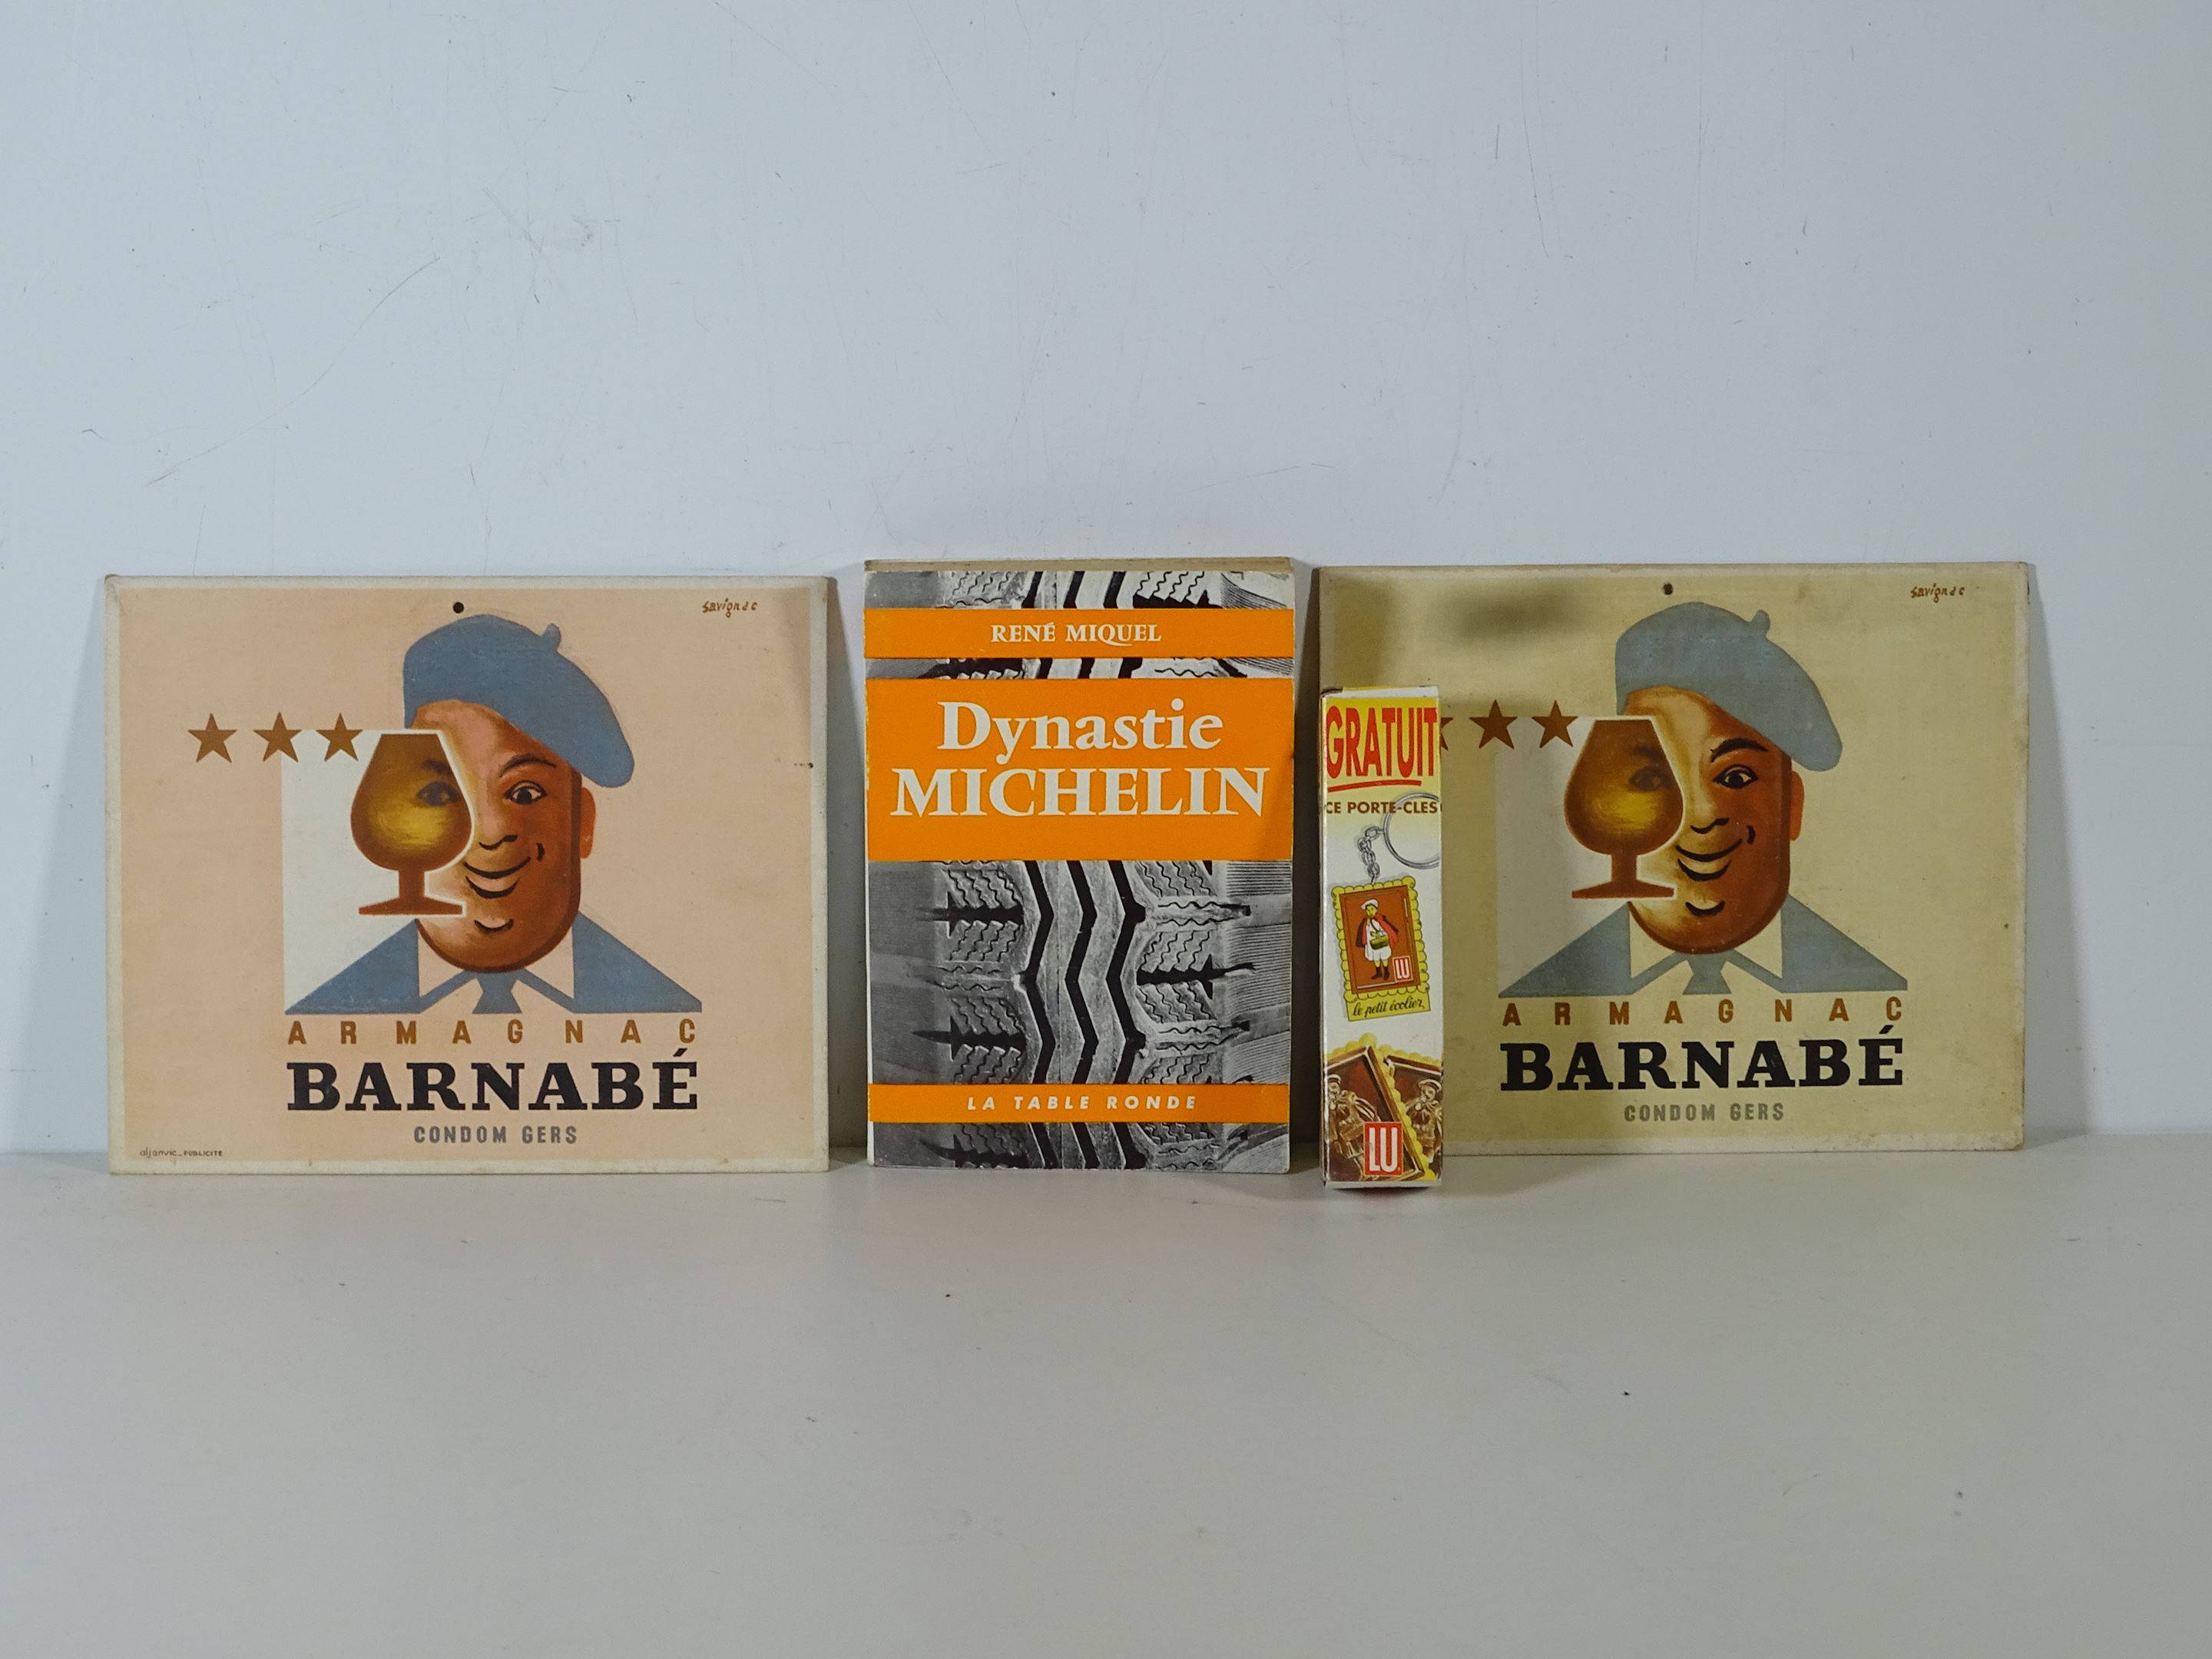 Savignac
ARMAGNAC
BARNABÉ
CONDOM GERS
aljanvic_PUBLICITÉ
RENÉ MIQUEL
Dynastie
MICHELIN
LA TABLE RONDE
GRATUIT
CE PORTE-CLES
LU
le petit écolier
LU
Savignac
ARMAGNAC
BARNABÉ
CONDOM GERS